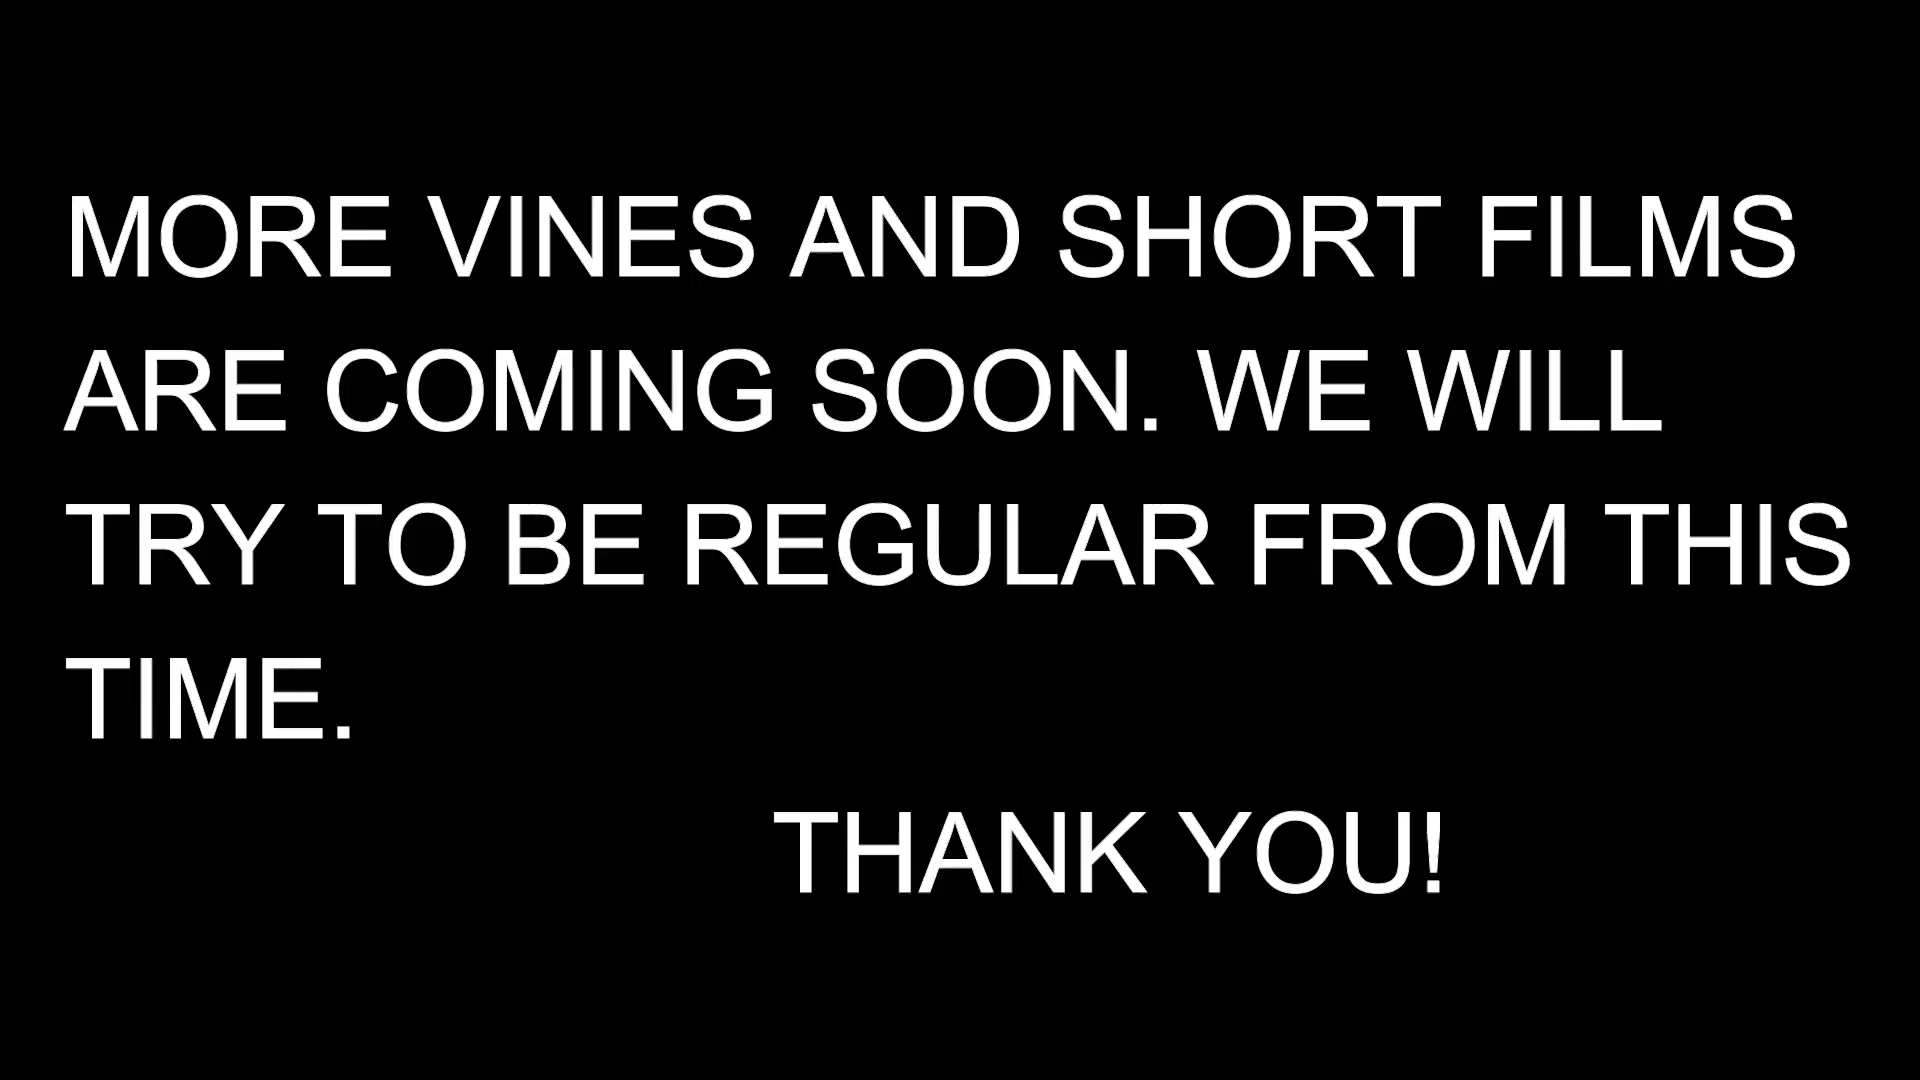 MORE VINES AND SHORT FILMS
ARE COMING SOON. WE WILL
TRY TO BE REGULAR FROM THIS
TIME.
THANK YOU!